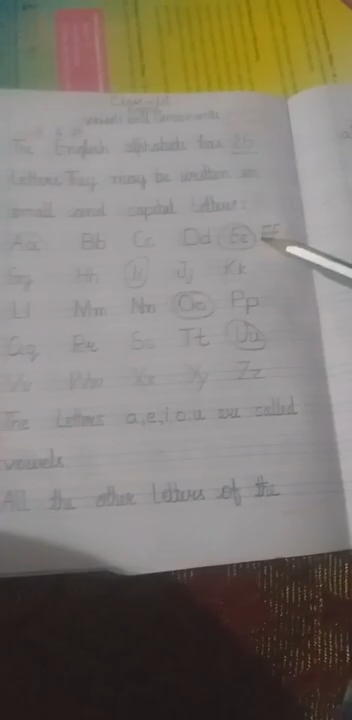 Vowels and Consonants
The English alphabet has 26
Letters. They may be written in
small and capital letters:
Aa Bb Cc Dd Ee Ff
Gg Hh Ii Jj Kk
Ll Mm Nn Oo Pp
Qq Rr Ss Tt Uu
Vv Ww Xx Yy Zz
The Letters a,e,i,o,u are called
vowels
All the other Letters of the